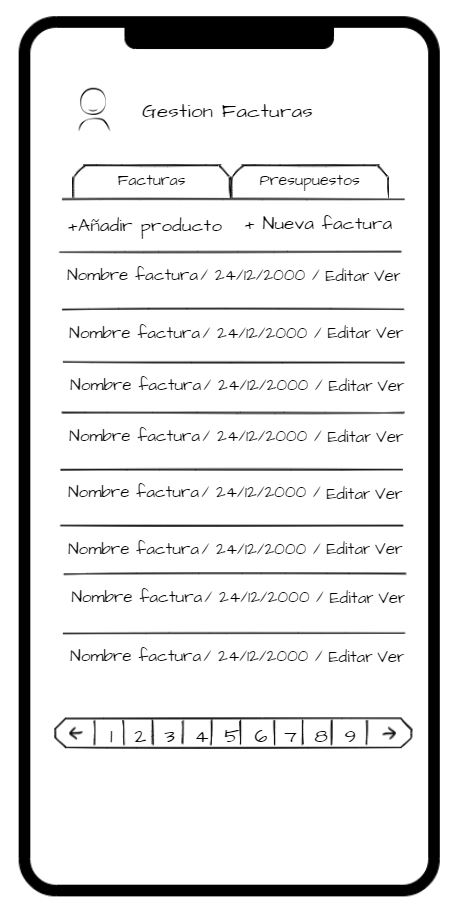 Gestion Facturas
Facturas Presupuestos
+Añadir producto + Nueva factura
Nombre factura/ 24/12/2000 / Editar Ver
Nombre factura/ 24/12/2000 / Editar Ver
Nombre factura/ 24/12/2000 / Editar Ver
Nombre factura/ 24/12/2000 / Editar Ver
Nombre factura/ 24/12/2000 / Editar Ver
Nombre factura/ 24/12/2000 / Editar Ver
Nombre factura/ 24/12/2000 / Editar Ver
Nombre factura/ 24/12/2000 / Editar Ver
← 1 2 3 4 5 6 7 8 9 →